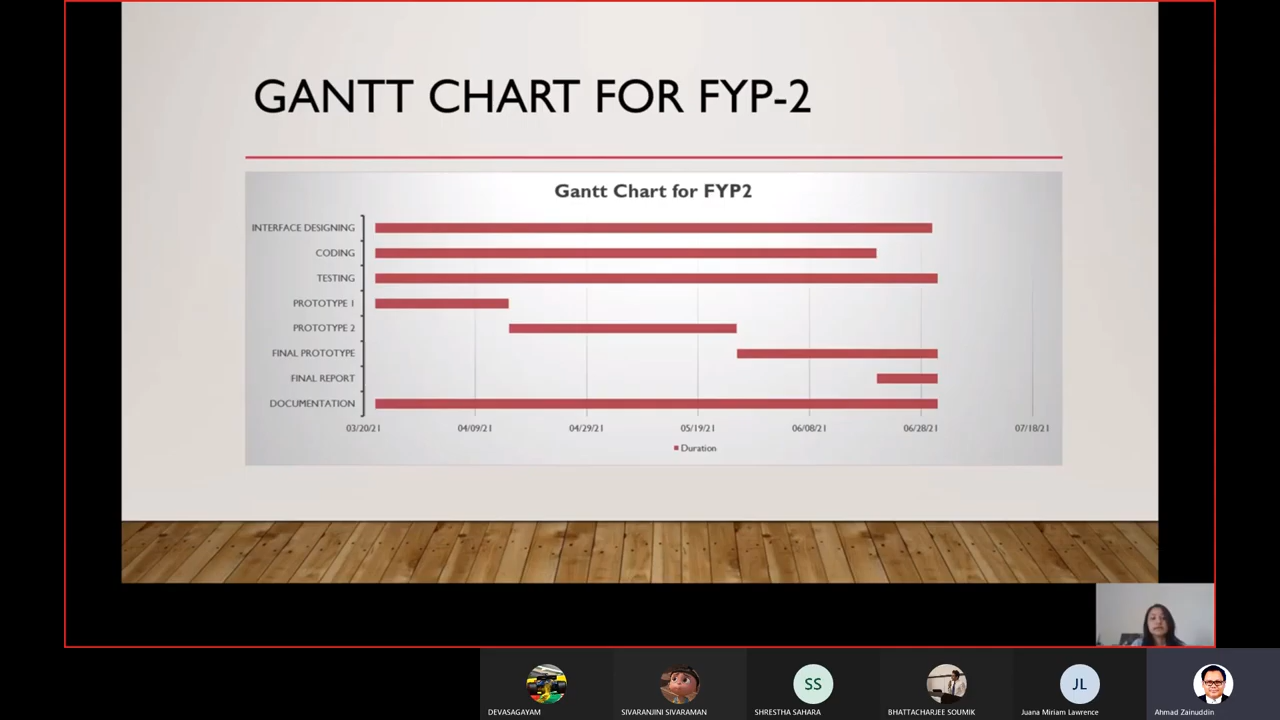 GANTT CHART FOR FYP-2
Gantt Chart for FYP2
INTERFACE DESIGNING
CODING
TESTING
PROTOTYPE 1
PROTOTYPE 2
FINAL PROTOTYPE
FINAL REPORT
DOCUMENTATION
03/20/21 04/09/21 04/29/21 05/19/21 06/08/21 06/28/21 07/18/21
Duration
SS JL
DEVASAGAYAM SIVARANJINI SIVARAMAN SHRESTHA SAHARA BHATTACHARJEE SOUMIK Juana Miriam Lawrence Ahmad Zainuddin